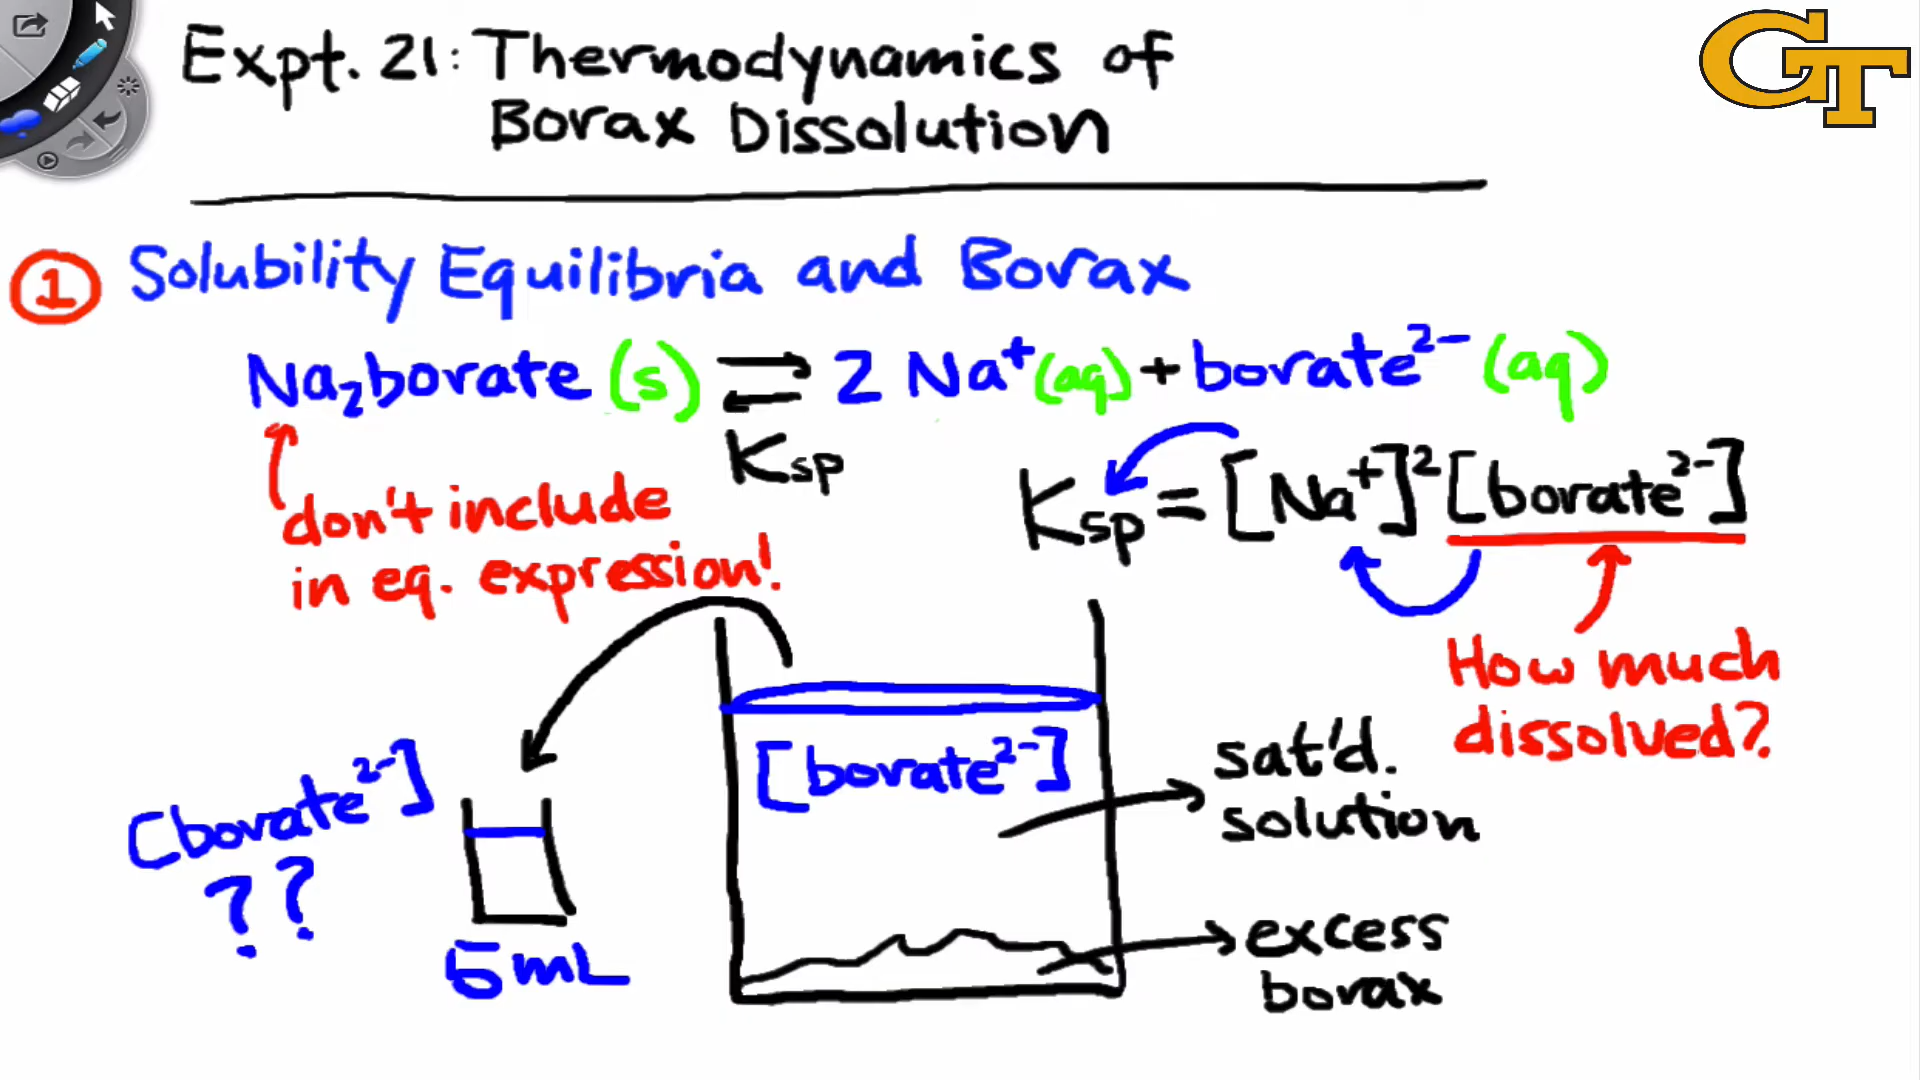 Expt. 21: Thermodynamics of
Borax Dissolution
GT
1 Solubility Equilibria and Borax
Na₂borate (s) ⇌ 2 Na⁺(aq) + borate²⁻ (aq)
Ksp
Ksp = [Na⁺]² [borate²⁻]
don't include
in eq. expression!
How much
dissolved?
[borate²⁻]
sat'd.
solution
[borate²⁻]
??
5 mL
excess
borax